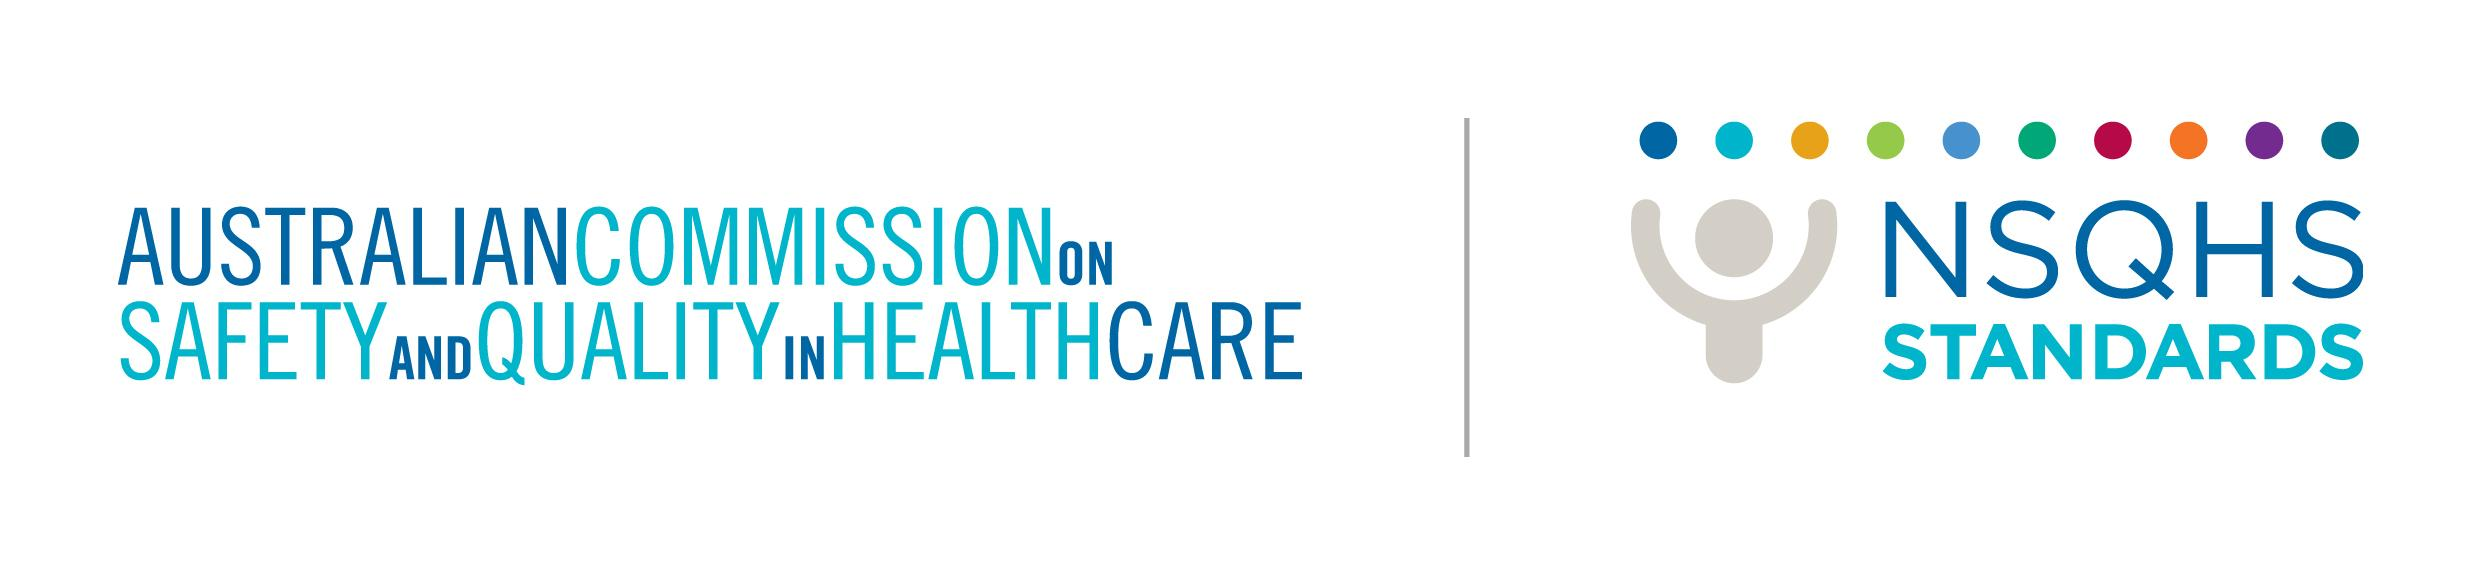 AUSTRALIANCOMMISSIONON
SAFETYANDQUALITYINHEALTHCARE
NSQHS
STANDARDS